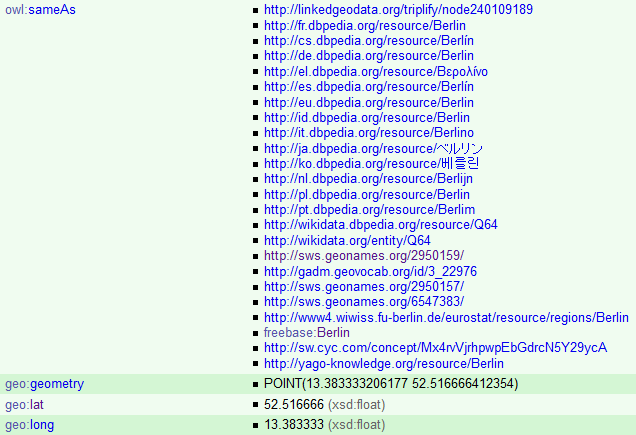 owl:sameAs
http://linkedgeodata.org/triplify/node240109189
http://fr.dbpedia.org/resource/Berlin
http://cs.dbpedia.org/resource/Berlín
http://de.dbpedia.org/resource/Berlin
http://el.dbpedia.org/resource/Βερολίνο
http://es.dbpedia.org/resource/Berlín
http://eu.dbpedia.org/resource/Berlin
http://id.dbpedia.org/resource/Berlin
http://it.dbpedia.org/resource/Berlino
http://ja.dbpedia.org/resource/ベルリン
http://ko.dbpedia.org/resource/베를린
http://nl.dbpedia.org/resource/Berlijn
http://pl.dbpedia.org/resource/Berlin
http://pt.dbpedia.org/resource/Berlim
http://wikidata.dbpedia.org/resource/Q64
http://wikidata.org/entity/Q64
http://sws.geonames.org/2950159/
http://gadm.geovocab.org/id/3_22976
http://sws.geonames.org/2950157/
http://sws.geonames.org/6547383/
http://www4.wiwiss.fu-berlin.de/eurostat/resource/regions/Berlin
freebase:Berlin
http://sw.cyc.com/concept/Mx4rvVjrhpwpEbGdrcN5Y29ycA
http://yago-knowledge.org/resource/Berlin
geo:geometry POINT(13.383333206177 52.516666412354)
geo:lat 52.516666 (xsd:float)
geo:long 13.383333 (xsd:float)